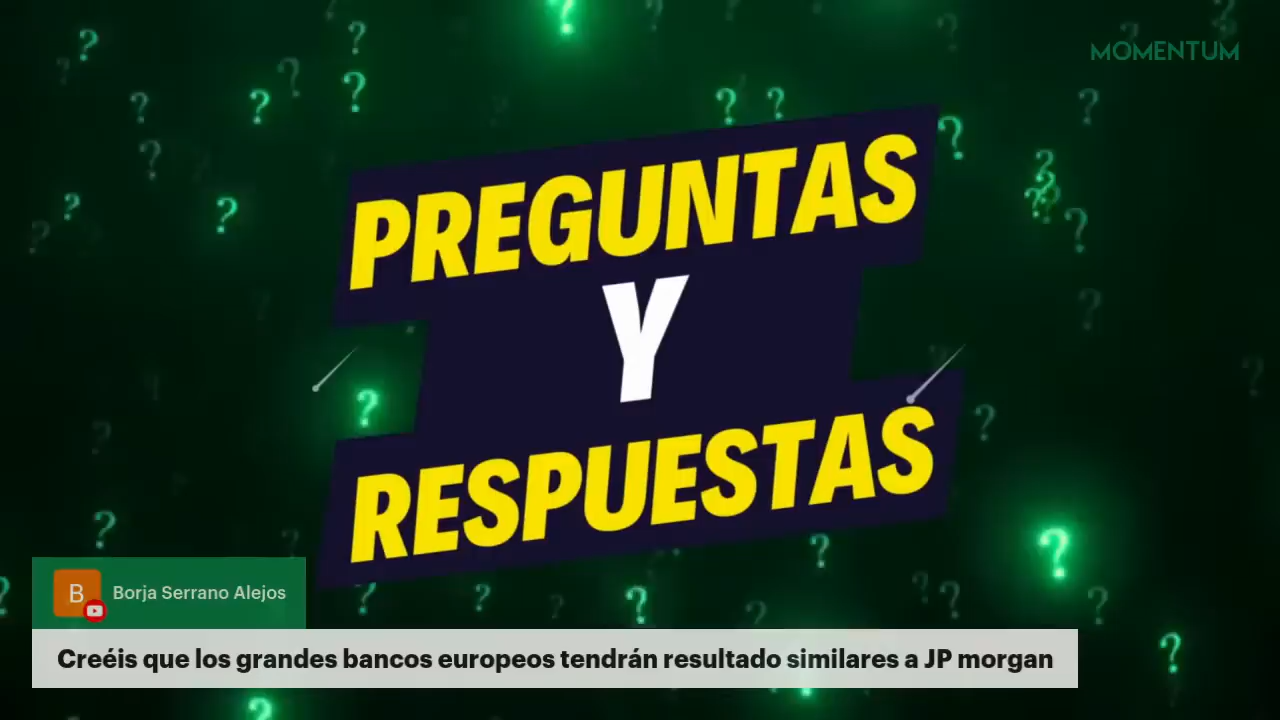 MOMENTUM
PREGUNTAS
Y
RESPUESTAS
B
Borja Serrano Alejos
Creéis que los grandes bancos europeos tendrán resultado similares a JP morgan